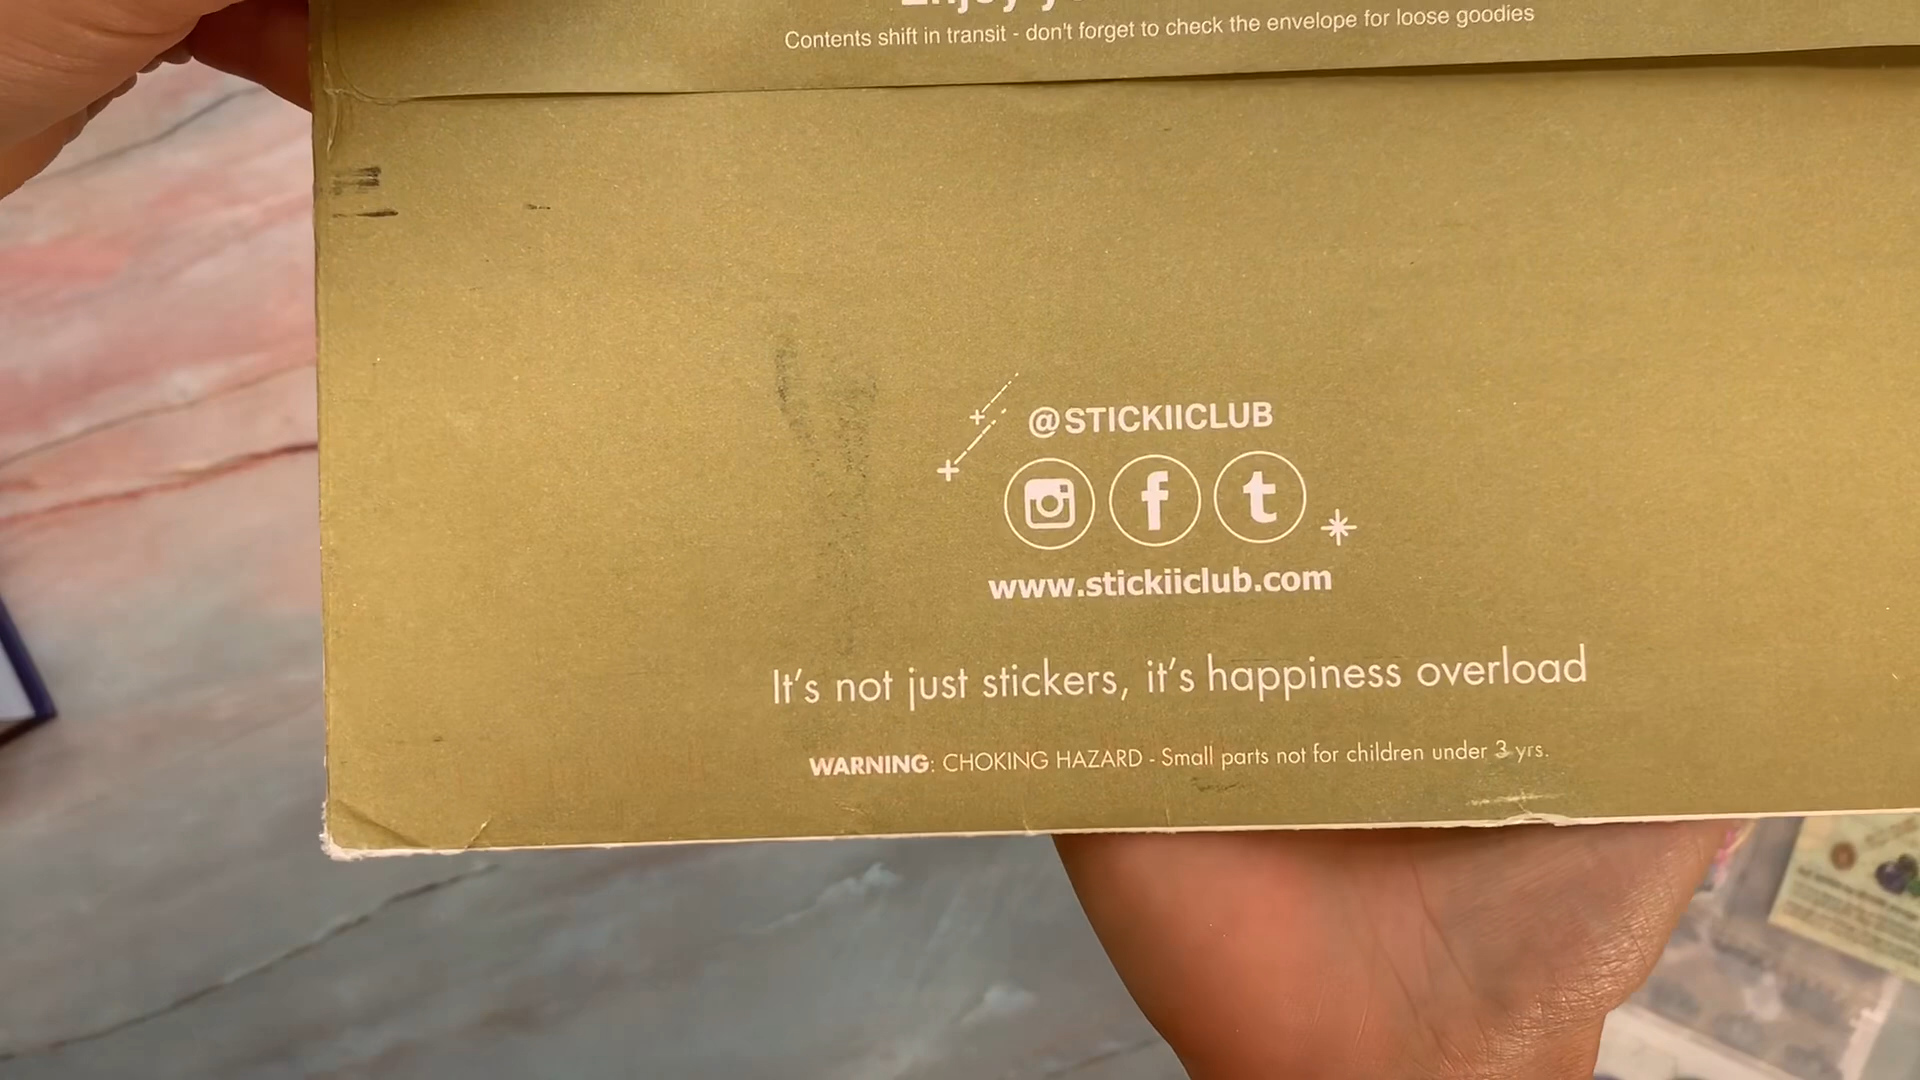 Enjoy
Contents shift in transit - don't forget to check the envelope for loose goodies
@STICKIICLUB
f t
www.stickiiclub.com
It's not just stickers, it's happiness overload
WARNING: CHOKING HAZARD - Small parts not for children under 3 yrs.